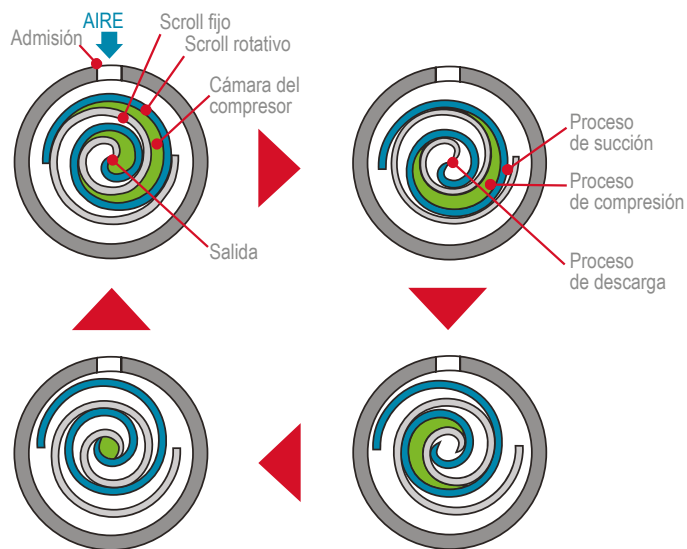 AIRE
Admisión
Scroll fijo
Scroll rotativo
Cámara del
compresor
Salida
Proceso
de succión
Proceso
de compresión
Proceso
de descarga